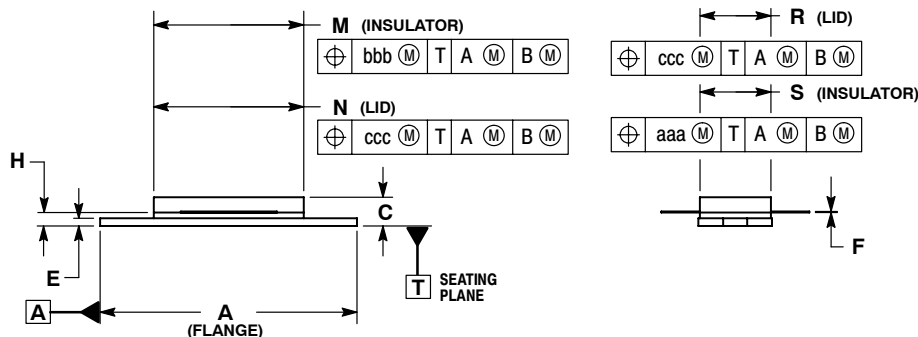 M (INSULATOR)
⌖ bbb Ⓜ T A Ⓜ B Ⓜ
N (LID)
⌖ ccc Ⓜ T A Ⓜ B Ⓜ
R (LID)
⌖ ccc Ⓜ T A Ⓜ B Ⓜ
S (INSULATOR)
⌖ aaa Ⓜ T A Ⓜ B Ⓜ
H
C
E
F
T SEATING
PLANE
A
A
(FLANGE)